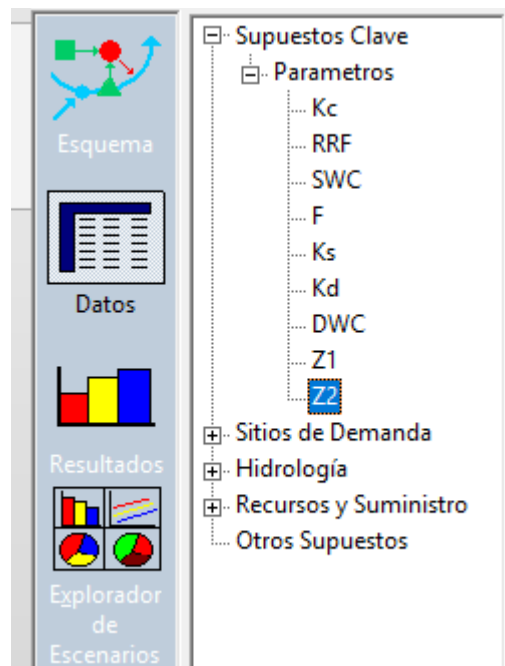 Esquema
Datos
Resultados
Explorador
de
Escenarios
Supuestos Clave
Parametros
Kc
RRF
SWC
F
Ks
Kd
DWC
Z1
Z2
Sitios de Demanda
Hidrología
Recursos y Suministro
Otros Supuestos